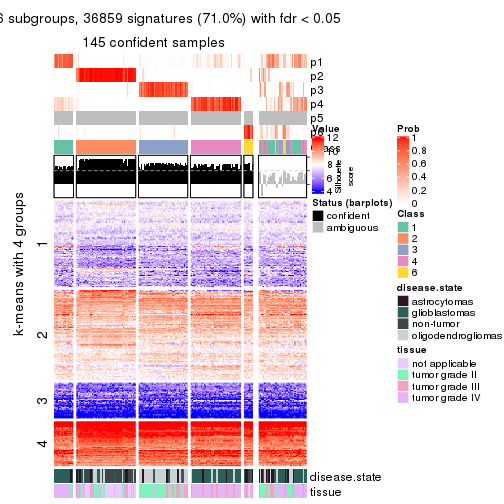 6 subgroups, 36859 signatures (71.0%) with fdr < 0.05
145 confident samples
p1
p2
p3
p4
p5
p6
k-means with 4 groups
1
2
3
4
Value
12
10
8
6
4
Silhouette
score
Status (barplots)
confident
ambiguous
Prob
1
0.8
0.6
0.4
0.2
0
Class
1
2
3
4
6
disease.state
astrocytomas
glioblastomas
non-tumor
oligodendrogliomas
tissue
not applicable
tumor grade II
tumor grade III
tumor grade IV
disease.state
tissue